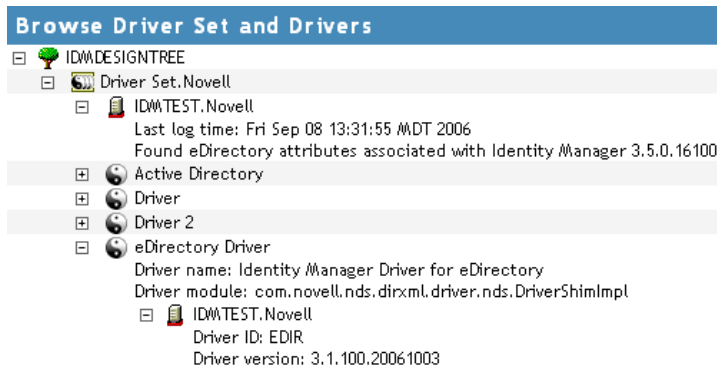 Browse Driver Set and Drivers
IDMDESIGNTREE
Driver Set.Novell
IDMTEST.Novell
Last log time: Fri Sep 08 13:31:55 MDT 2006
Found eDirectory attributes associated with Identity Manager 3.5.0.16100
Active Directory
Driver
Driver 2
eDirectory Driver
Driver name: Identity Manager Driver for eDirectory
Driver module: com.novell.nds.dirxml.driver.nds.DriverShimImpl
IDMTEST.Novell
Driver ID: EDIR
Driver version: 3.1.100.20061003